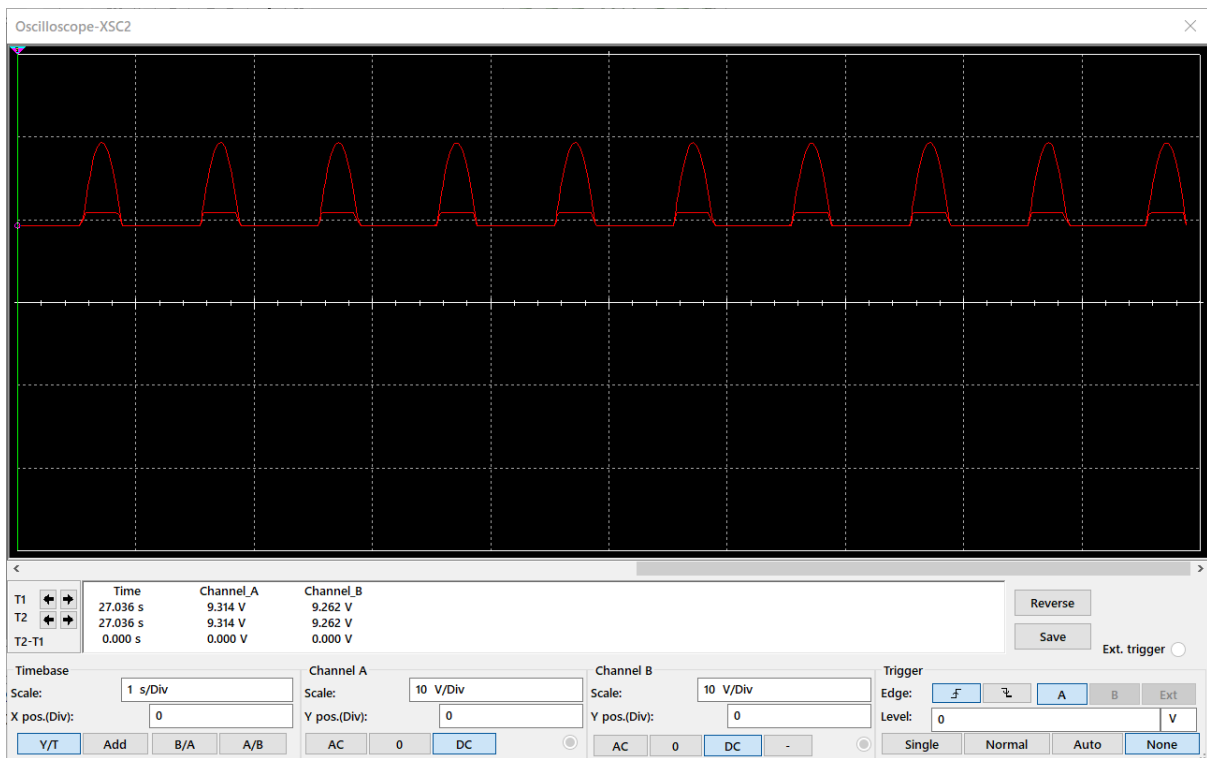 Oscilloscope-XSC2
Time Channel_A Channel_B
T1 27.036 s 9.314 V 9.262 V
T2 27.036 s 9.314 V 9.262 V
T2-T1 0.000 s 0.000 V 0.000 V
Reverse
Save
Ext. trigger
Timebase
Scale: 1 s/Div
X pos.(Div): 0
Y/T Add B/A A/B
Channel A
Scale: 10 V/Div
Y pos.(Div): 0
AC 0 DC
Channel B
Scale: 10 V/Div
Y pos.(Div): 0
AC 0 DC -
Trigger
Edge: A B Ext
Level: 0 V
Single Normal Auto None